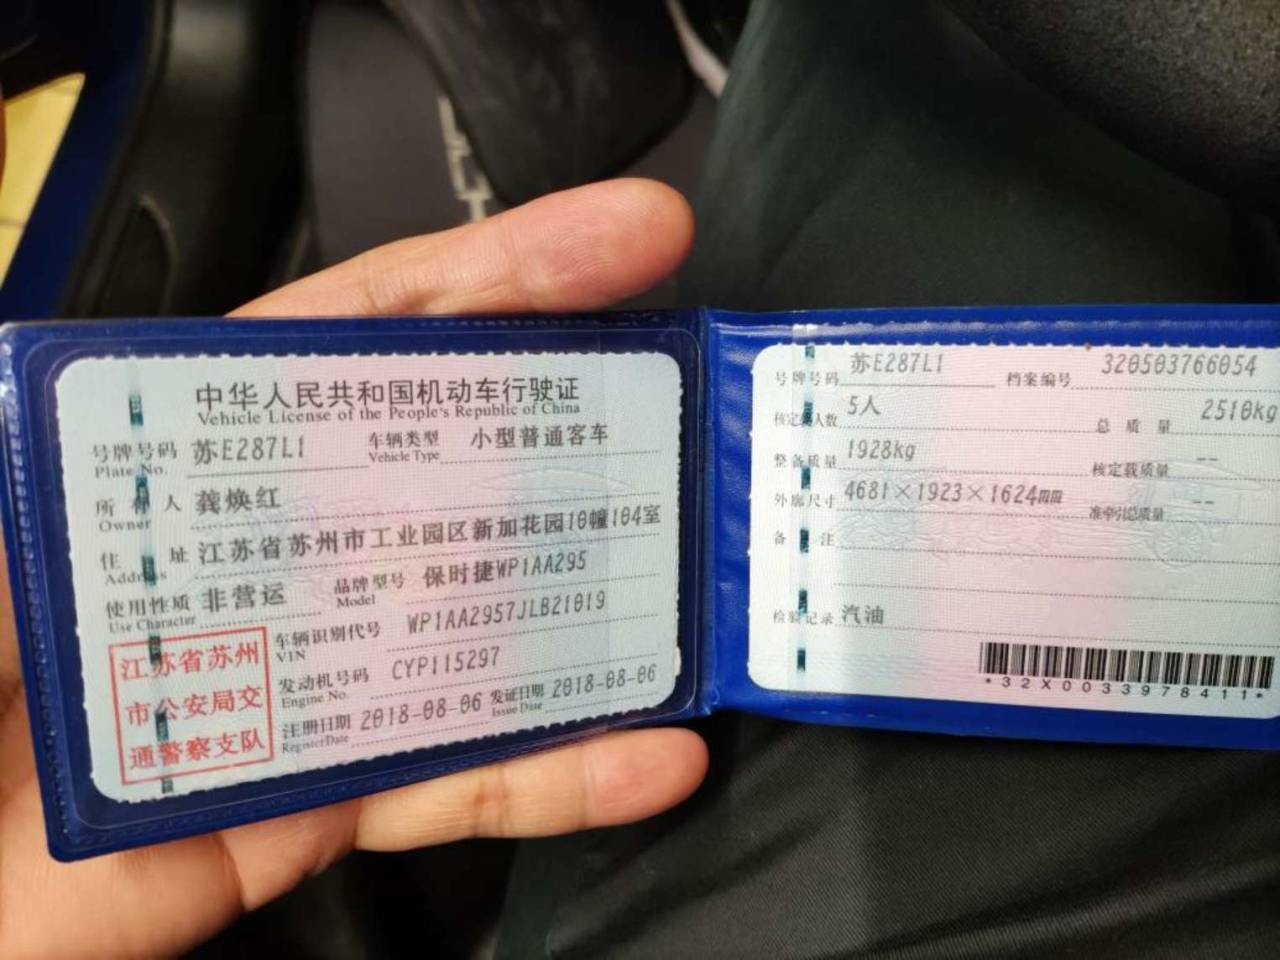 中华人民共和国机动车行驶证
Vehicle License of the People's Republic of China
号牌号码 苏E287L1 车辆类型 小型普通客车
Plate No. Vehicle Type
所有人 龚焕红
Owner
住址 江苏省苏州市工业园区新加花园10幢104室
Address
使用性质 非营运 品牌型号 保时捷WP1AA295
Use Character Model
江苏省苏州
市公安局交
通警察支队
车辆识别代号 WP1AA2957JLB21019
VIN
发动机号码 CYP115297
Engine No.
注册日期 2018-08-06 发证日期 2018-08-06
Register Date Issue Date
号牌号码 苏E287L1 档案编号 320503766054
核定载人数 5人 总质量 2510kg
整备质量 1928kg 核定载质量 --
外廓尺寸 4681×1923×1624mm 准牵引总质量 --
备注
检验记录 汽油
*32X0033978411*